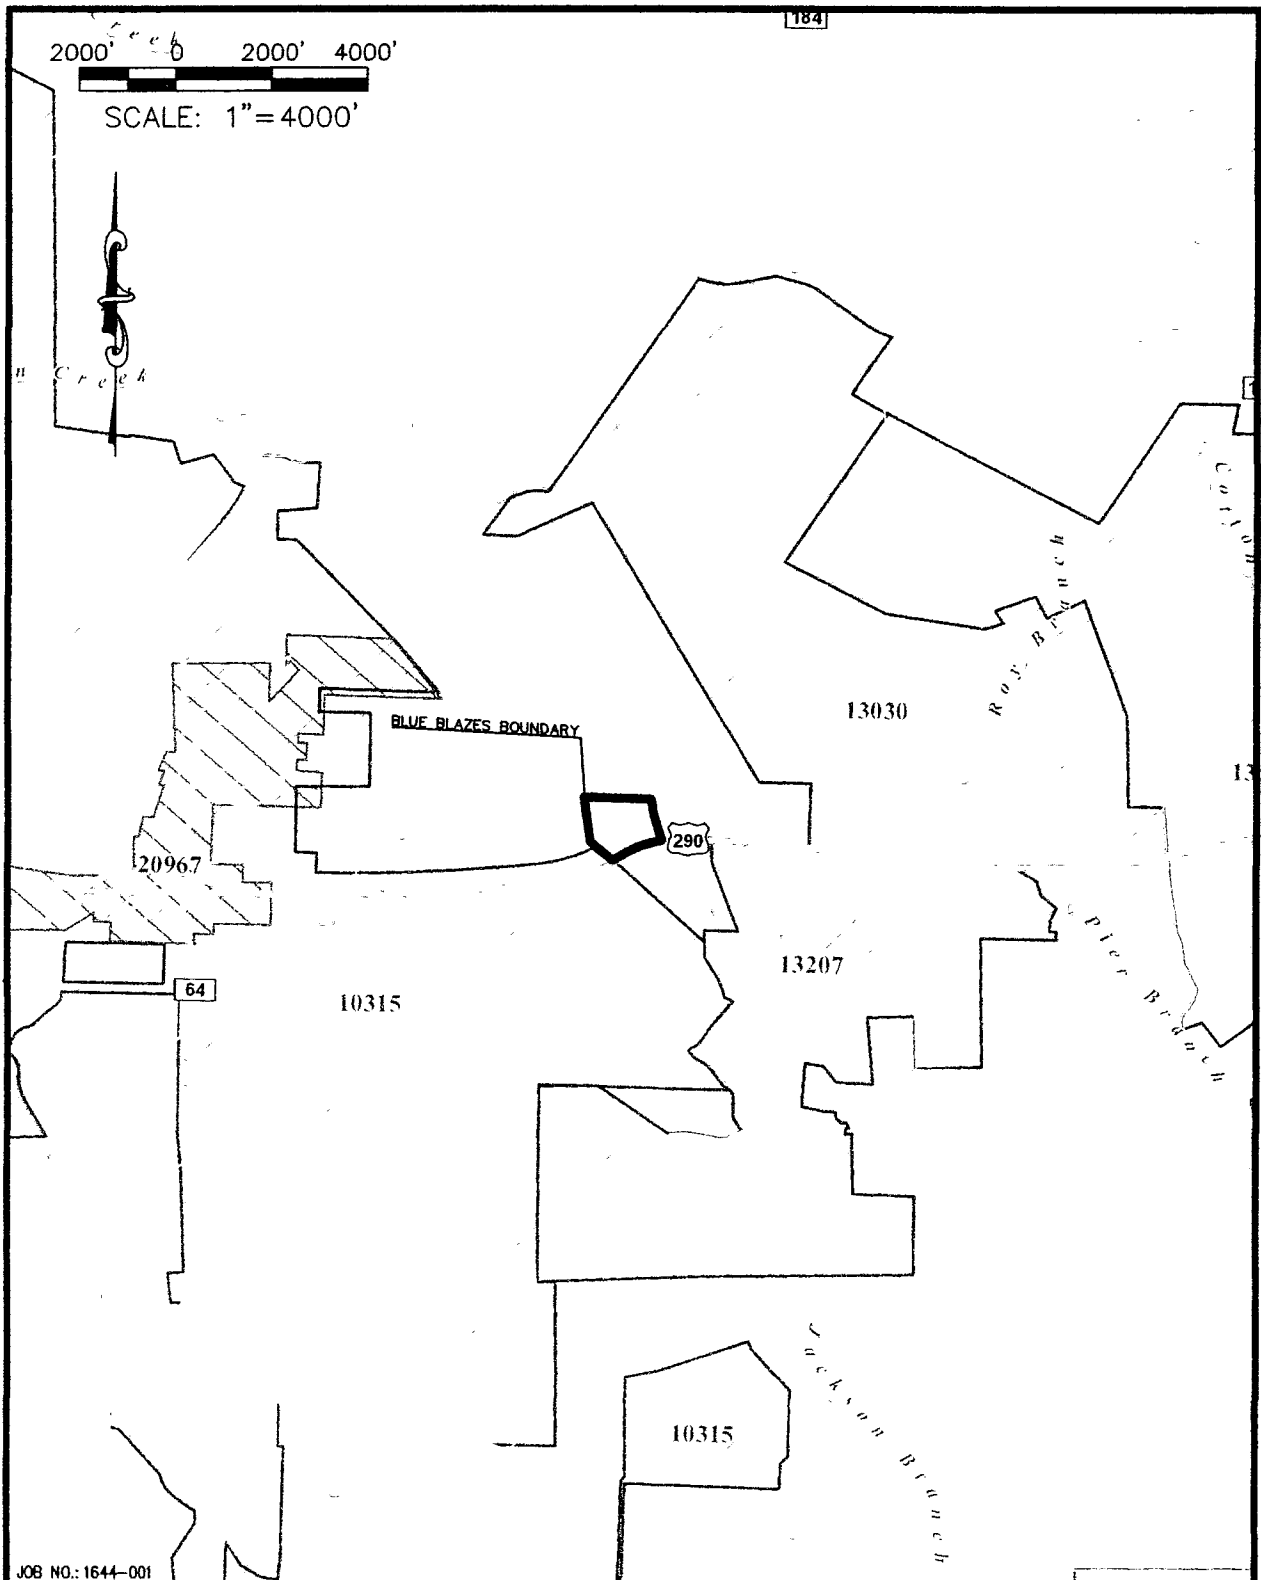 184
2000' 0 2000' 4000'
SCALE: 1"=4000'
Creek
Cotton
Roy Branch
13030
BLUE BLAZES BOUNDARY
290
20967
13207
64
10315
pier Branch
Jackson Branch
10315
JOB NO.: 1644-001